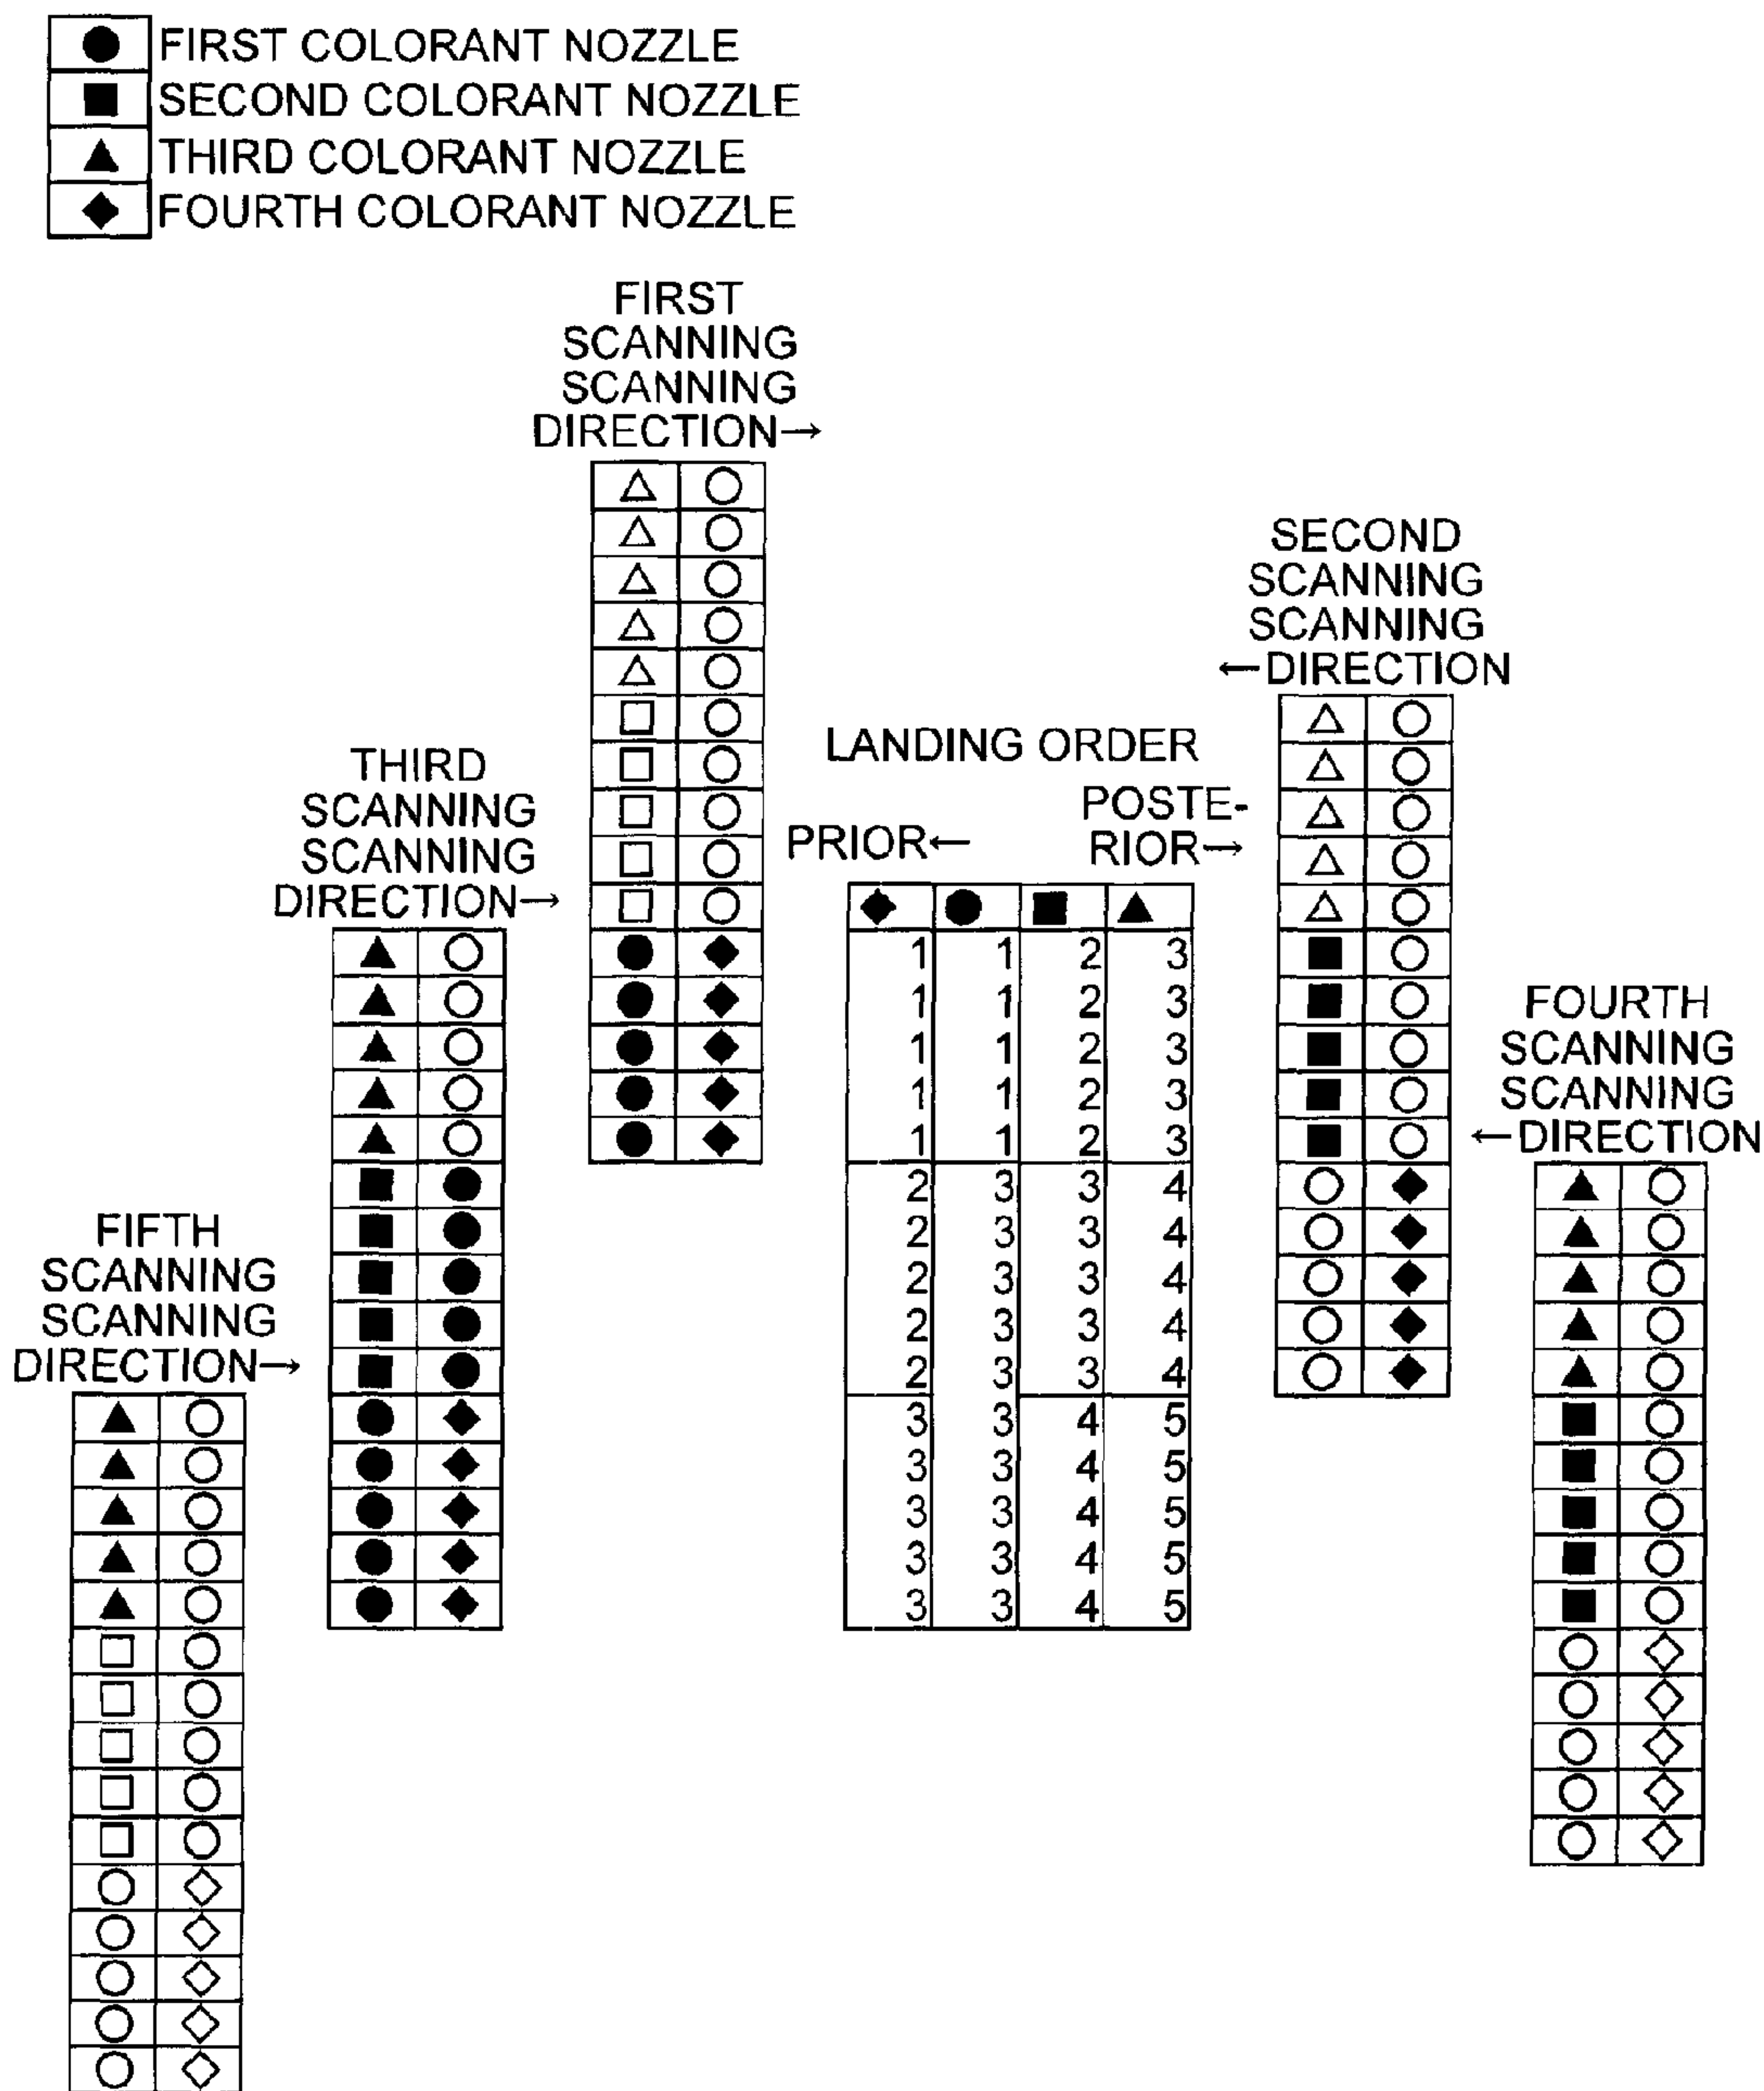 FIRST COLORANT NOZZLE
SECOND COLORANT NOZZLE
THIRD COLORANT NOZZLE
FOURTH COLORANT NOZZLE
FIRST
SCANNING
SCANNING
DIRECTION→
SECOND
SCANNING
SCANNING
←DIRECTION
THIRD
SCANNING
SCANNING
DIRECTION→
LANDING ORDER
PRIOR←
POSTE-
RIOR→
1 1 2 3
1 1 2 3
1 1 2 3
1 1 2 3
1 1 2 3
2 3 3 4
2 3 3 4
2 3 3 4
2 3 3 4
2 3 3 4
3 3 4 5
3 3 4 5
3 3 4 5
3 3 4 5
3 3 4 5
FOURTH
SCANNING
SCANNING
←DIRECTION
FIFTH
SCANNING
SCANNING
DIRECTION→